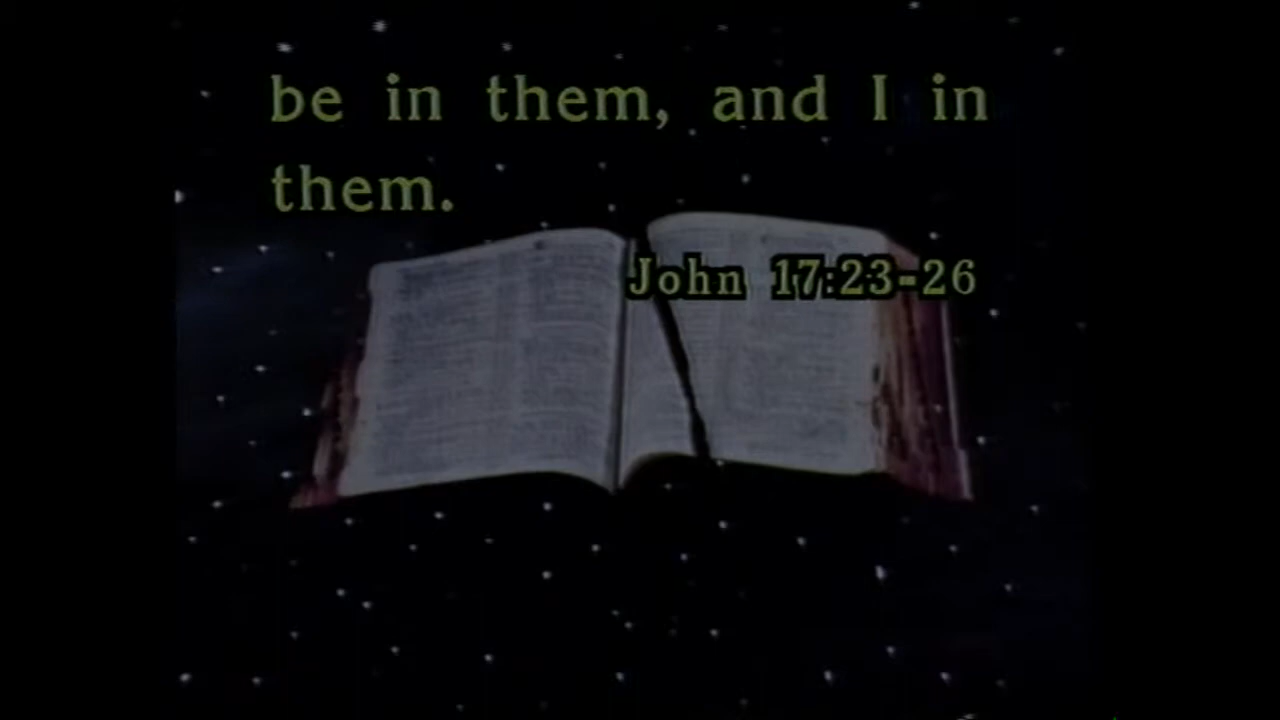 be in them, and I in
them.
John 17:23-26